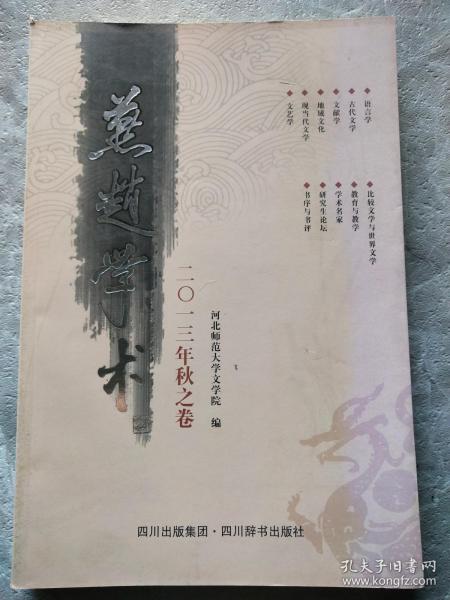 燕趙学术
二〇一三年秋之卷
河北师范大学文学院 编
语言学
古代文学
文献学
地域文化
现当代文学
文艺学
比较文学与世界文学
教育与教学
学术名家
研究生论坛
书序与书评
四川出版集团·四川辞书出版社
孔夫子旧书网
www.kongfz.com